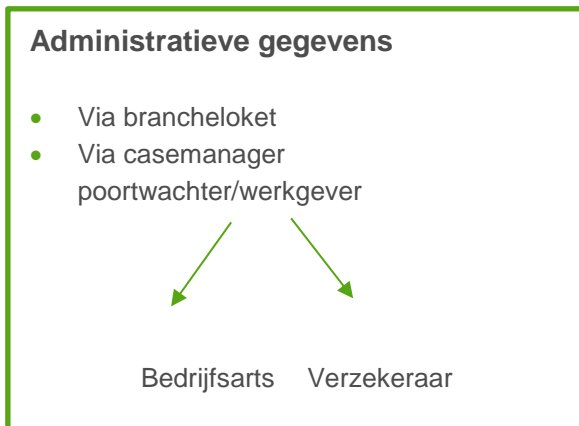 Administratieve gegevens
• Via brancheloket
• Via casemanager
poortwachter/werkgever
Bedrijfsarts Verzekeraar